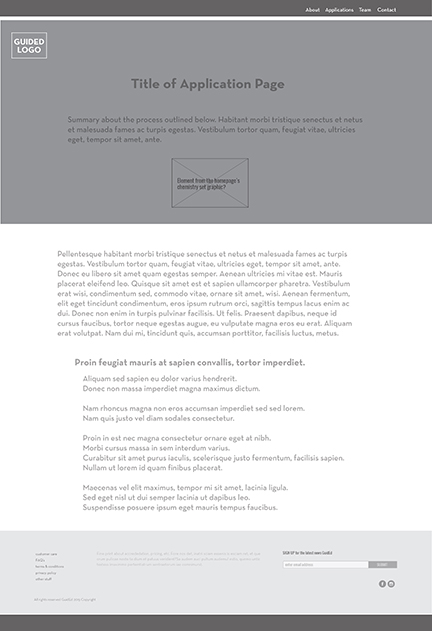 About Applications Team Contact
GUIDED
LOGO
Title of Application Page
Summary about the process outlined below. Habitant morbi tristique senectus et netus
et malesuada fames ac turpis egestas. Vestibulum tortor quam, feugiat vitae, ultricies
eget, tempor sit amet, ante.
Element from the homepage's
chemistry set graphic?
Pellentesque habitant morbi tristique senectus et netus et malesuada fames ac turpis
egestas. Vestibulum tortor quam, feugiat vitae, ultricies eget, tempor sit amet, ante.
Donec eu libero sit amet quam egestas semper. Aenean ultricies mi vitae est. Mauris
placerat eleifend leo. Quisque sit amet est et sapien ullamcorper pharetra. Vestibulum
erat wisi, condimentum sed, commodo vitae, ornare sit amet, wisi. Aenean fermentum,
elit eget tincidunt condimentum, eros ipsum rutrum orci, sagittis tempus lacus enim ac
dui. Donec non enim in turpis pulvinar facilisis. Ut felis. Praesent dapibus, neque id
cursus faucibus, tortor neque egestas augue, eu vulputate magna eros eu erat. Aliquam
erat volutpat. Nam dui mi, tincidunt quis, accumsan porttitor, facilisis luctus, metus.
Proin feugiat mauris at sapien convallis, tortor imperdiet.
Aliquam sed sapien eu dolor varius hendrerit.
Donec non massa imperdiet magna maximus dictum.
Nam rhoncus magna non eros accumsan imperdiet sed sed lorem.
Nam quis justo vel diam sodales consectetur.
Proin in est nec magna consectetur ornare eget at nibh.
Morbi cursus massa in sem interdum varius.
Curabitur sit amet purus iaculis, scelerisque justo fermentum, facilisis sapien.
Nullam ut lorem id quam finibus placerat.
Maecenas vel elit maximus, tempor mi sit amet, lacinia ligula.
Sed eget nisl ut dui semper lacinia ut dapibus leo.
Suspendisse posuere ipsum eget mauris tempus faucibus.
customer care
FAQs
terms & conditions
privacy policy
other stuff
SIGN UP for the latest news
enter email address